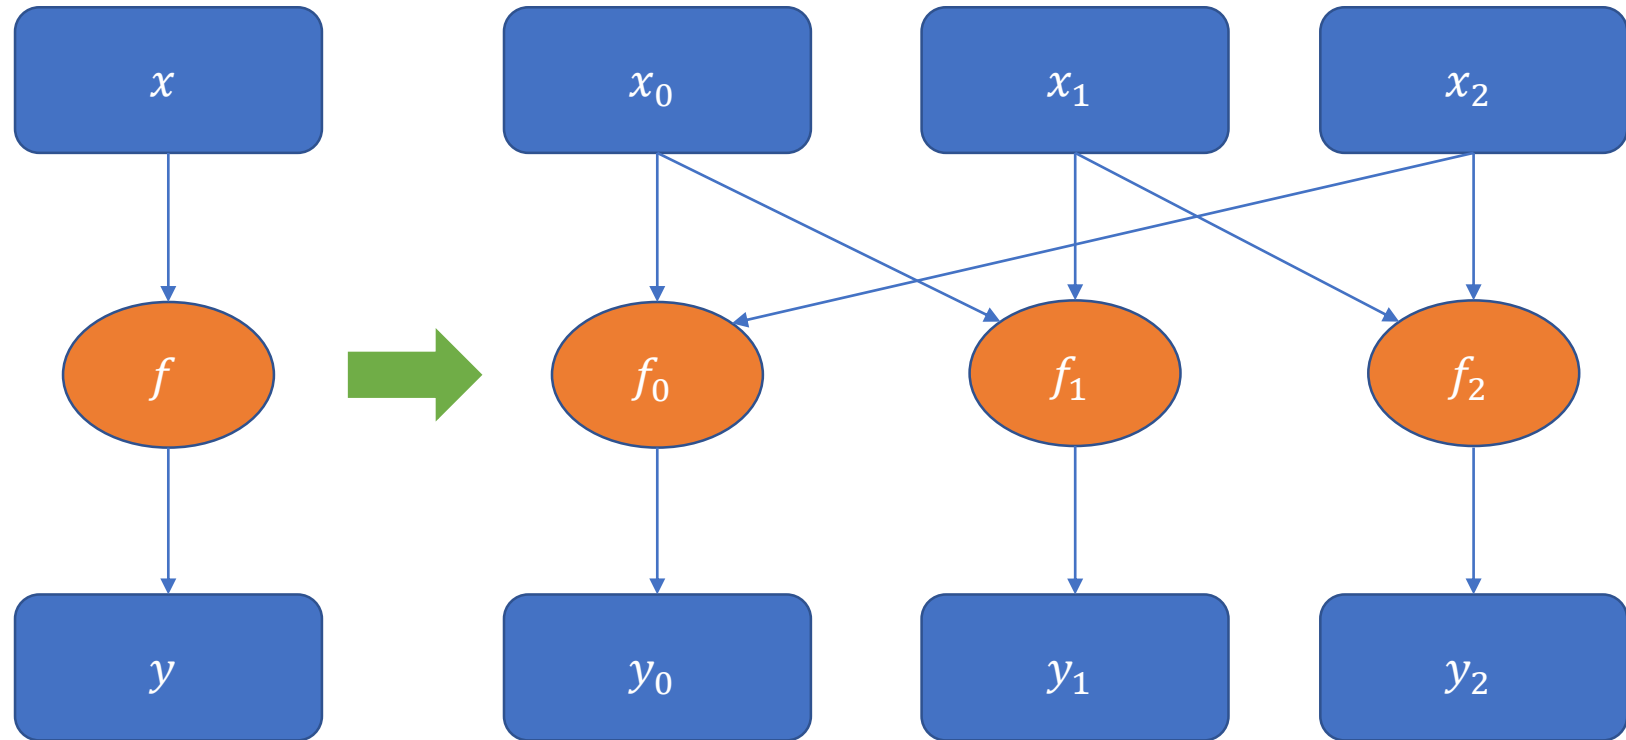 x x₀ x₁ x₂
f f₀ f₁ f₂
y y₀ y₁ y₂